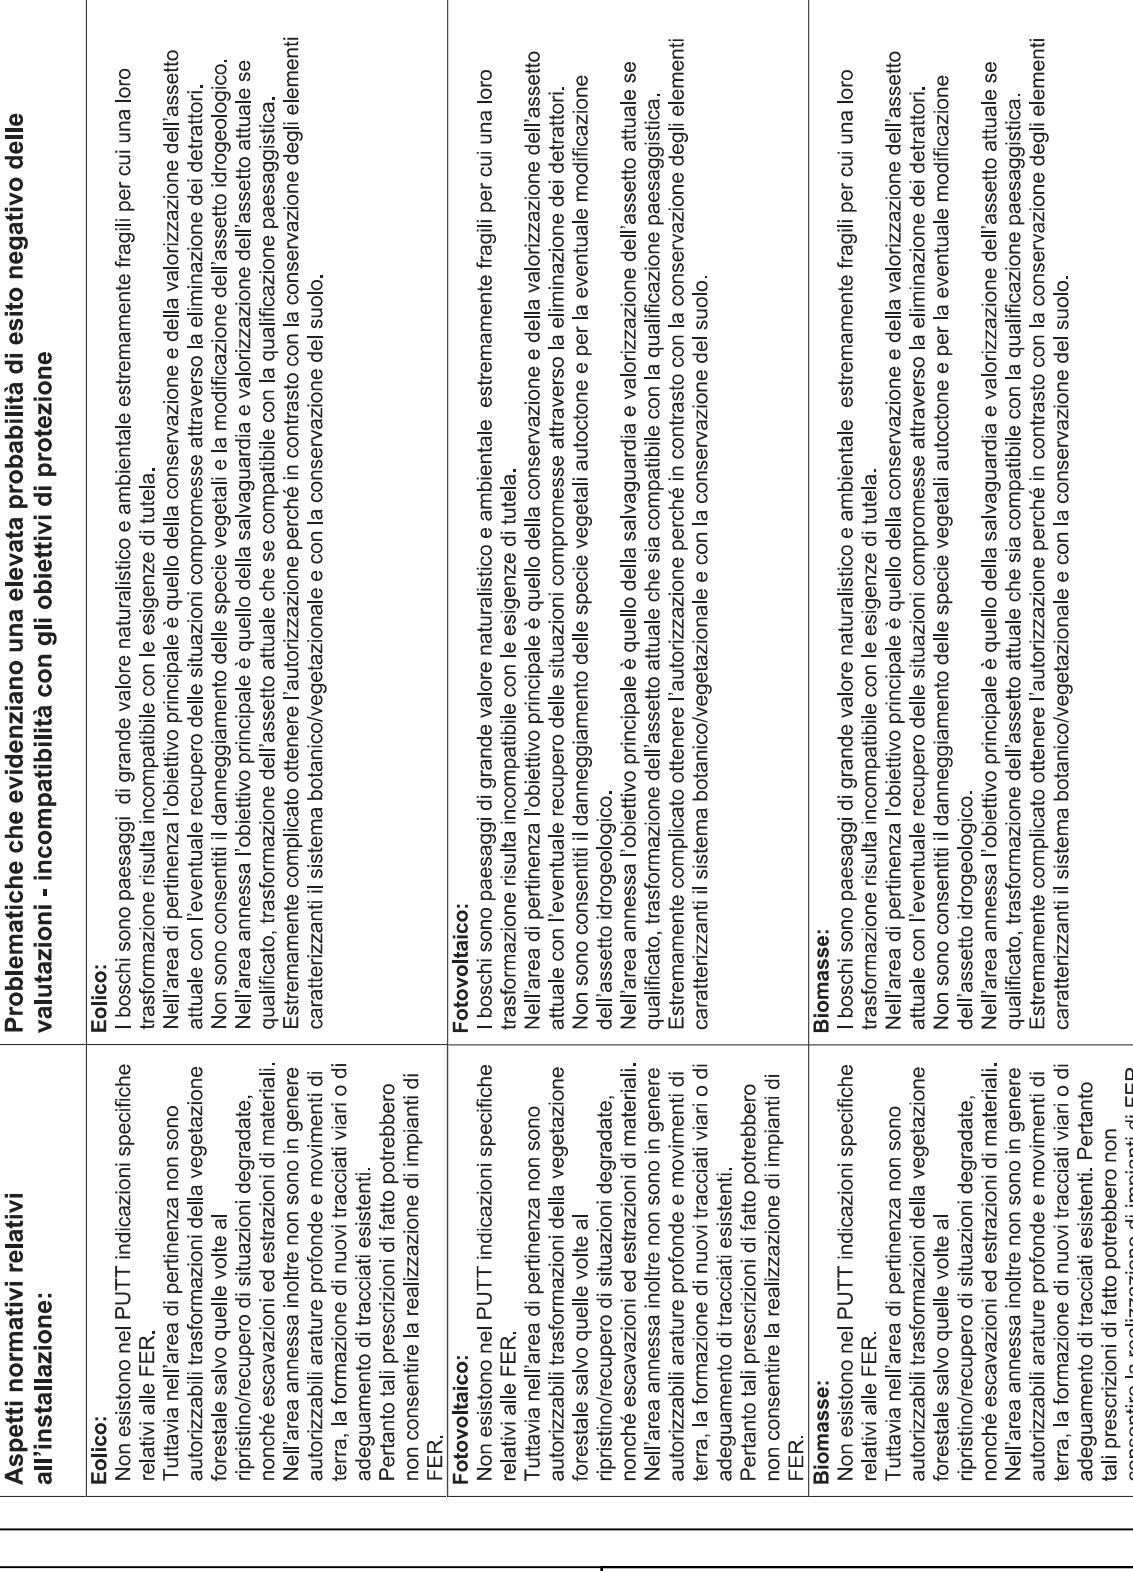 Aspetti normativi relativi
all'installazione:
Problematiche che evidenziano una elevata probabilità di esito negativo delle
valutazioni - incompatibilità con gli obiettivi di protezione
Eolico:
Non esistono nel PUTT indicazioni specifiche
relativi alle FER.
Tuttavia nell'area di pertinenza non sono
autorizzabili trasformazioni della vegetazione
forestale salvo quelle volte al
ripristino/recupero di situazioni degradate,
nonché escavazioni ed estrazioni di materiali.
Nell'area annessa inoltre non sono in genere
autorizzabili arature profonde e movimenti di
terra, la formazione di nuovi tracciati viari o di
adeguamento di tracciati esistenti.
Pertanto tali prescrizioni di fatto potrebbero
non consentire la realizzazione di impianti di
FER.
Eolico:
I boschi sono paesaggi  di grande valore naturalistico e ambientale estremamente fragili per cui una loro
trasformazione risulta incompatibile con le esigenze di tutela.
Nell'area di pertinenza l'obiettivo principale è quello della conservazione e della valorizzazione dell'assetto
attuale con l'eventuale recupero delle situazioni compromesse attraverso la eliminazione dei detrattori.
Non sono consentiti il danneggiamento delle specie vegetali e la modificazione dell'assetto idrogeologico.
Nell'area annessa l'obiettivo principale è quello della salvaguardia e valorizzazione dell'assetto attuale se
qualificato, trasformazione dell'assetto attuale che se compatibile con la qualificazione paesaggistica.
Estremamente complicato ottenere l'autorizzazione perché in contrasto con la conservazione degli elementi
caratterizzanti il sistema botanico/vegetazionale e con la conservazione del suolo.
Fotovoltaico:
Non esistono nel PUTT indicazioni specifiche
relativi alle FER.
Tuttavia nell'area di pertinenza non sono
autorizzabili trasformazioni della vegetazione
forestale salvo quelle volte al
ripristino/recupero di situazioni degradate,
nonché escavazioni ed estrazioni di materiali.
Nell'area annessa inoltre non sono in genere
autorizzabili arature profonde e movimenti di
terra, la formazione di nuovi tracciati viari o di
adeguamento di tracciati esistenti.
Pertanto tali prescrizioni di fatto potrebbero
non consentire la realizzazione di impianti di
FER.
Fotovoltaico:
I boschi sono paesaggi di grande valore naturalistico e ambientale  estremamente fragili per cui una loro
trasformazione risulta incompatibile con le esigenze di tutela.
Nell'area di pertinenza l'obiettivo principale è quello della conservazione e della valorizzazione dell'assetto
attuale con l'eventuale recupero delle situazioni compromesse attraverso la eliminazione dei detrattori.
Non sono consentiti il danneggiamento delle specie vegetali autoctone e per la eventuale modificazione
dell'assetto idrogeologico.
Nell'area annessa l'obiettivo principale è quello della salvaguardia e valorizzazione dell'assetto attuale se
qualificato, trasformazione dell'assetto attuale che sia compatibile con la qualificazione paesaggistica.
Estremamente complicato ottenere l'autorizzazione perché in contrasto con la conservazione degli elementi
caratterizzanti il sistema botanico/vegetazionale e con la conservazione del suolo.
Biomasse:
Non esistono nel PUTT indicazioni specifiche
relativi alle FER.
Tuttavia nell'area di pertinenza non sono
autorizzabili trasformazioni della vegetazione
forestale salvo quelle volte al
ripristino/recupero di situazioni degradate,
nonché escavazioni ed estrazioni di materiali.
Nell'area annessa inoltre non sono in genere
autorizzabili arature profonde e movimenti di
terra, la formazione di nuovi tracciati viari o di
adeguamento di tracciati esistenti. Pertanto
tali prescrizioni di fatto potrebbero non
consentire la realizzazione di impianti di FER
Biomasse:
I boschi sono paesaggi di grande valore naturalistico e ambientale  estremamente fragili per cui una loro
trasformazione risulta incompatibile con le esigenze di tutela.
Nell'area di pertinenza l'obiettivo principale è quello della conservazione e della valorizzazione dell'assetto
attuale con l'eventuale recupero delle situazioni compromesse attraverso la eliminazione dei detrattori.
Non sono consentiti il danneggiamento delle specie vegetali autoctone e per la eventuale modificazione
dell'assetto idrogeologico.
Nell'area annessa l'obiettivo principale è quello della salvaguardia e valorizzazione dell'assetto attuale se
qualificato, trasformazione dell'assetto attuale che sia compatibile con la qualificazione paesaggistica.
Estremamente complicato ottenere l'autorizzazione perché in contrasto con la conservazione degli elementi
caratterizzanti il sistema botanico/vegetazionale e con la conservazione del suolo.